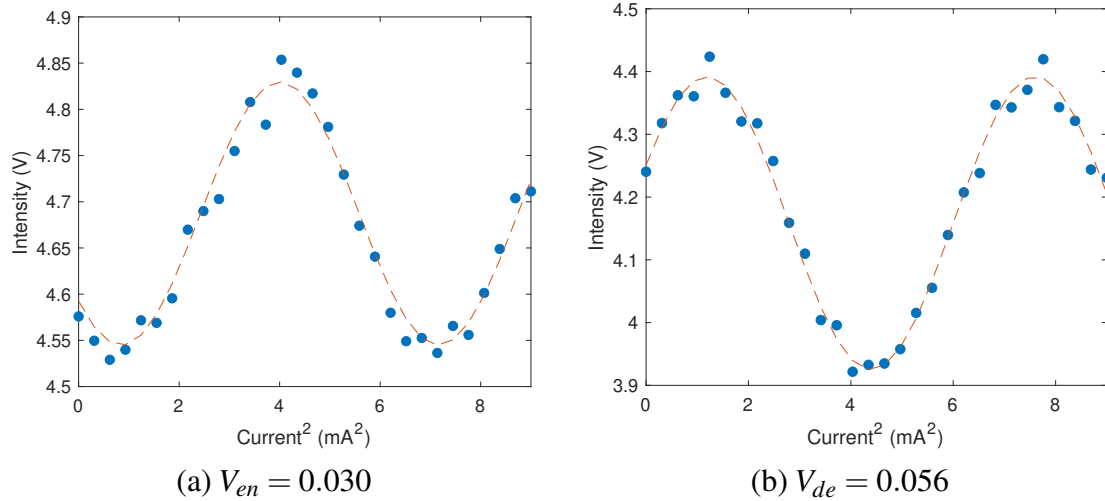 4.9
4.85
4.8
4.75
4.7
4.65
4.6
4.55
4.5
Intensity (V)
0 2 4 6 8
Current² (mA²)
(a) V_en = 0.030
4.5
4.4
4.3
4.2
4.1
4
3.9
Intensity (V)
0 2 4 6 8
Current² (mA²)
(b) V_de = 0.056